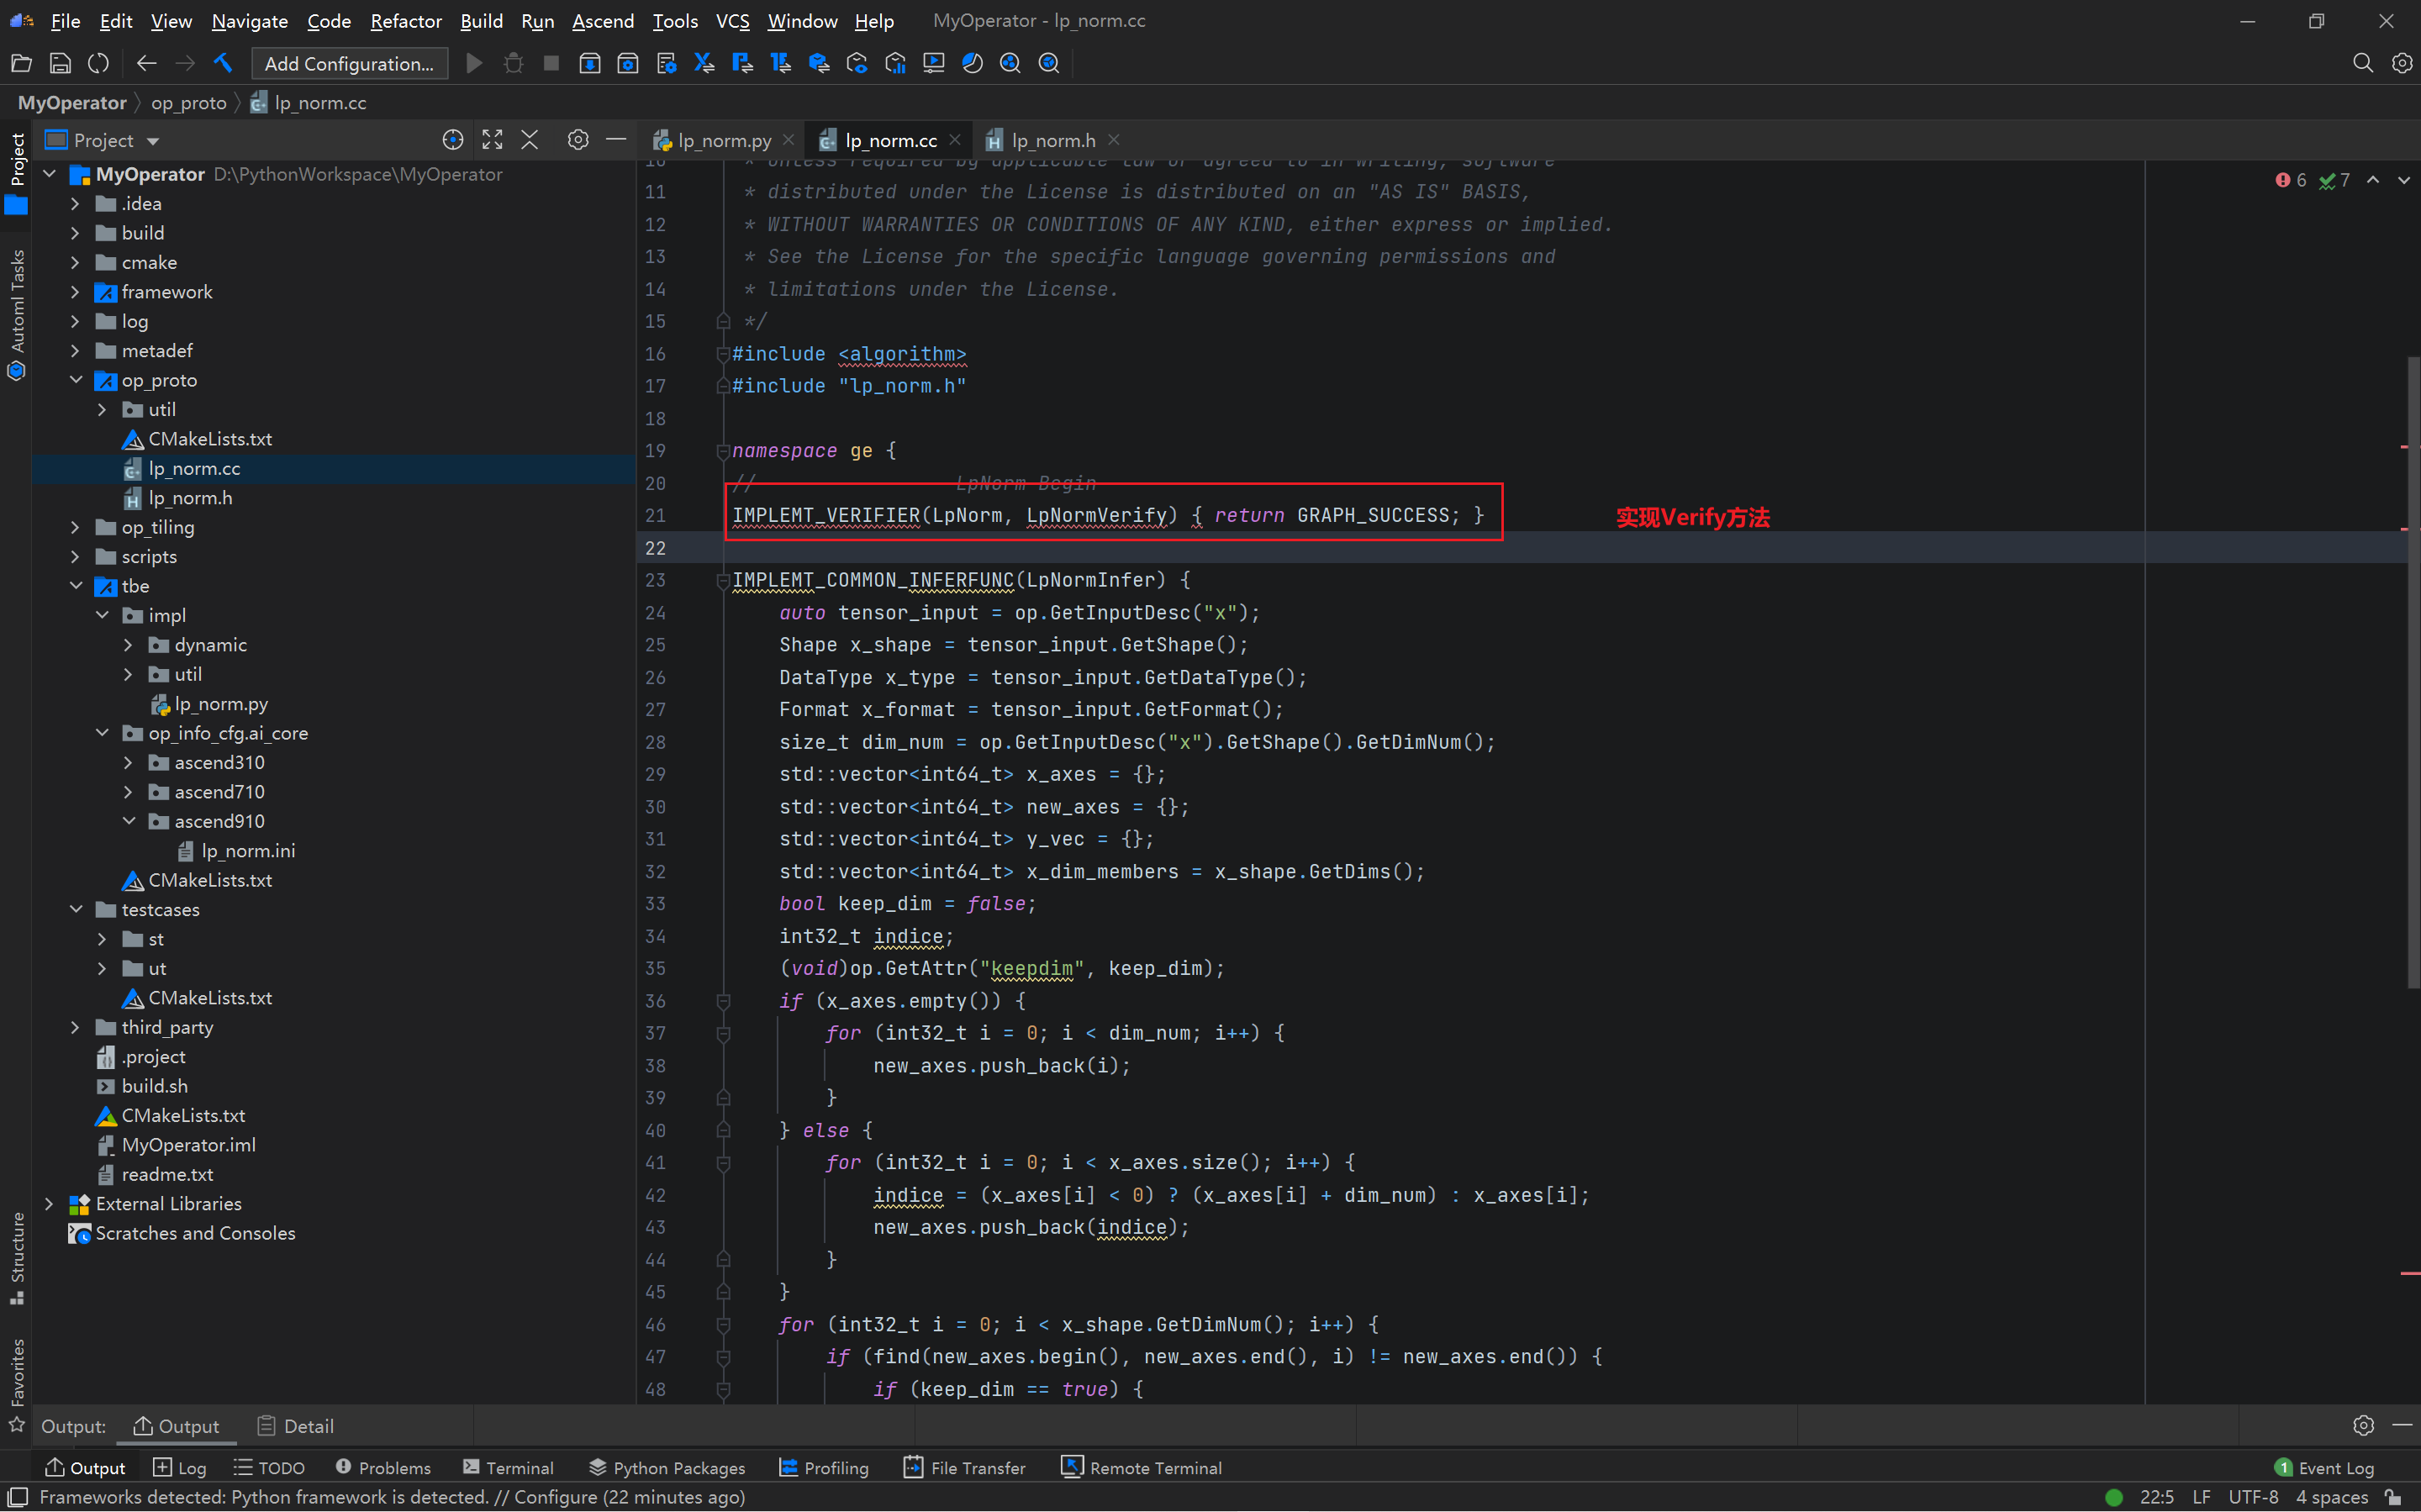 File Edit View Navigate Code Refactor Build Run Ascend Tools VCS Window Help MyOperator - lp_norm.cc
Add Configuration...
MyOperator op_proto lp_norm.cc
Project
Project
Automl Tasks
Structure
Favorites
MyOperator D:\PythonWorkspace\MyOperator
.idea
build
cmake
framework
log
metadef
op_proto
util
CMakeLists.txt
lp_norm.cc
lp_norm.h
op_tiling
scripts
tbe
impl
dynamic
util
lp_norm.py
op_info_cfg.ai_core
ascend310
ascend710
ascend910
lp_norm.ini
CMakeLists.txt
testcases
st
ut
CMakeLists.txt
third_party
.project
build.sh
CMakeLists.txt
MyOperator.iml
readme.txt
External Libraries
Scratches and Consoles
lp_norm.py lp_norm.cc lp_norm.h
6 7
10 * Unless required by applicable law or agreed to in writing, software
11 * distributed under the License is distributed on an "AS IS" BASIS,
12 * WITHOUT WARRANTIES OR CONDITIONS OF ANY KIND, either express or implied.
13 * See the License for the specific language governing permissions and
14 * limitations under the License.
15 */
16 #include <algorithm>
17 #include "lp_norm.h"
18
19 namespace ge {
20 // LpNorm Begin
21 IMPLEMT_VERIFIER(LpNorm, LpNormVerify) { return GRAPH_SUCCESS; } 实现Verify方法
22
23 IMPLEMT_COMMON_INFERFUNC(LpNormInfer) {
24 auto tensor_input = op.GetInputDesc("x");
25 Shape x_shape = tensor_input.GetShape();
26 DataType x_type = tensor_input.GetDataType();
27 Format x_format = tensor_input.GetFormat();
28 size_t dim_num = op.GetInputDesc("x").GetShape().GetDimNum();
29 std::vector<int64_t> x_axes = {};
30 std::vector<int64_t> new_axes = {};
31 std::vector<int64_t> y_vec = {};
32 std::vector<int64_t> x_dim_members = x_shape.GetDims();
33 bool keep_dim = false;
34 int32_t indice;
35 (void)op.GetAttr("keepdim", keep_dim);
36 if (x_axes.empty()) {
37 for (int32_t i = 0; i < dim_num; i++) {
38 new_axes.push_back(i);
39 }
40 } else {
41 for (int32_t i = 0; i < x_axes.size(); i++) {
42 indice = (x_axes[i] < 0) ? (x_axes[i] + dim_num) : x_axes[i];
43 new_axes.push_back(indice);
44 }
45 }
46 for (int32_t i = 0; i < x_shape.GetDimNum(); i++) {
47 if (find(new_axes.begin(), new_axes.end(), i) != new_axes.end()) {
48 if (keep_dim == true) {
Output: Output Detail
Output Log TODO Problems Terminal Python Packages Profiling File Transfer Remote Terminal 1 Event Log
Frameworks detected: Python framework is detected. // Configure (22 minutes ago) 22:5 LF UTF-8 4 spaces